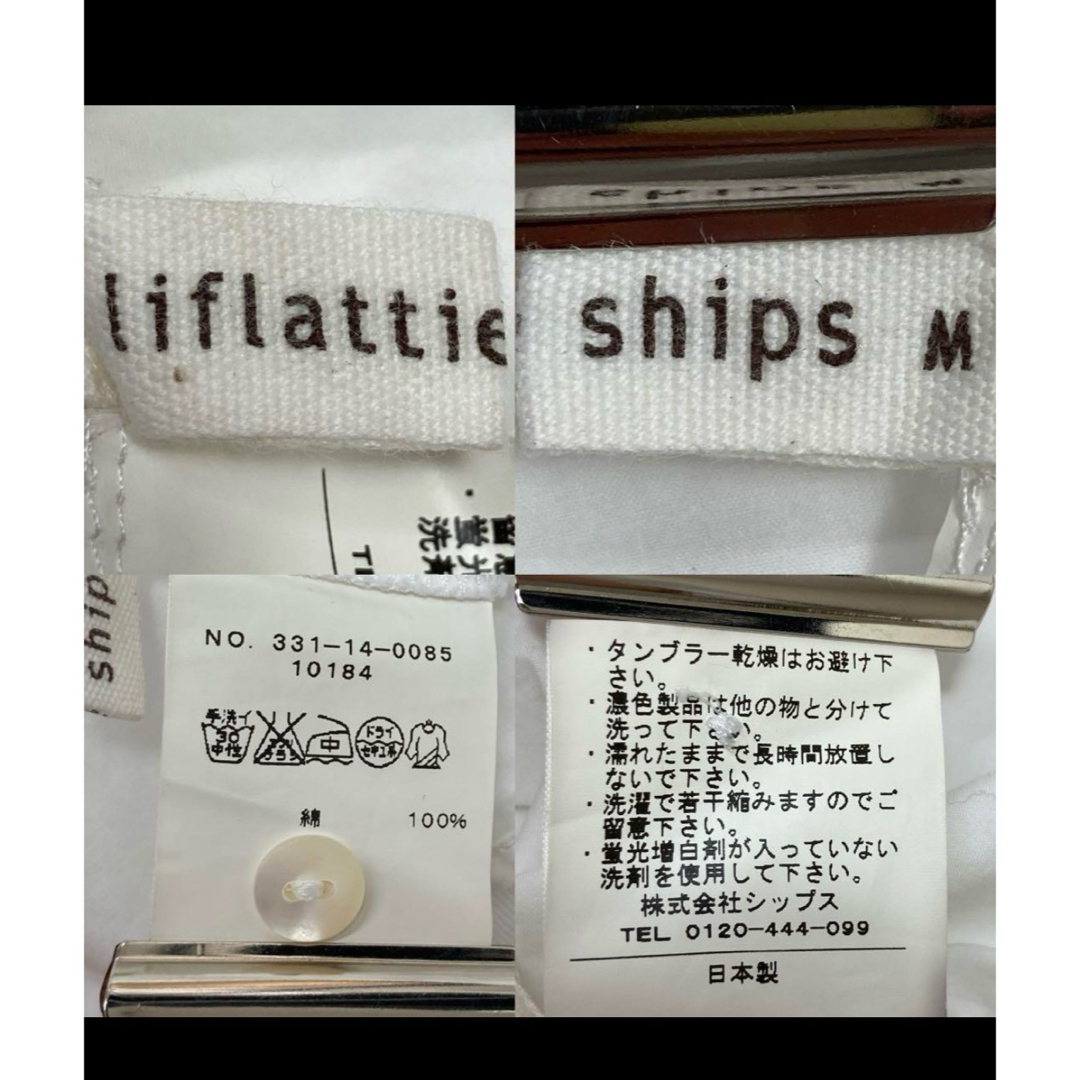 liflattie
ships M
ship
NO. 331-14-0085
10184
手洗イ
30
中性
中
ドライ
セキユ系
綿 100%
・タンブラー乾燥はお避け下
さい。
・濃色製品は他の物と分けて
洗って下さい。
・濡れたままで長時間放置し
ないで下さい。
・洗濯で若干縮みますのでご
留意下さい。
・蛍光増白剤が入っていない
洗剤を使用して下さい。
株式会社シップス
TEL 0120-444-099
日本製